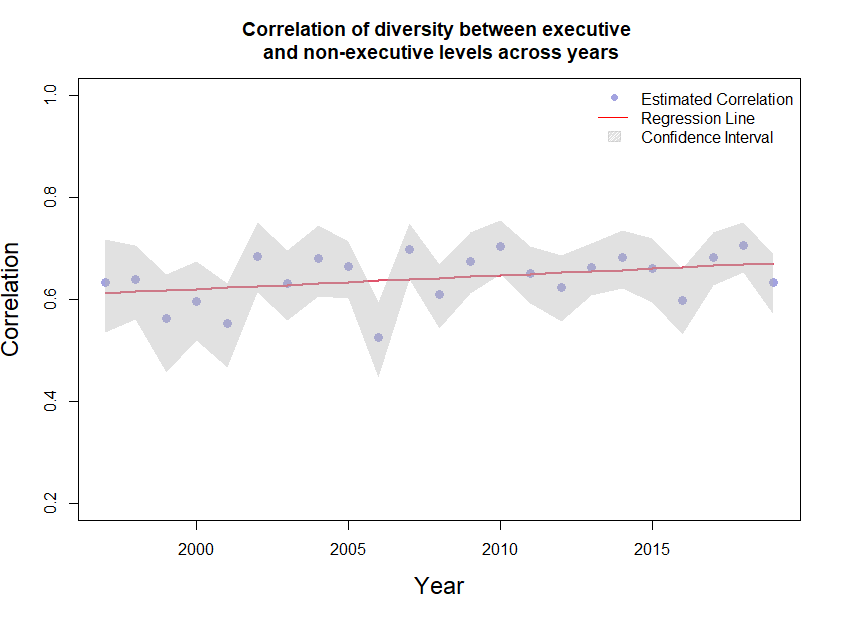 Correlation of diversity between executive
and non-executive levels across years
Estimated Correlation
Regression Line
Confidence Interval
1.0
0.8
0.6
0.4
0.2
Correlation
2000
2005
2010
2015
Year